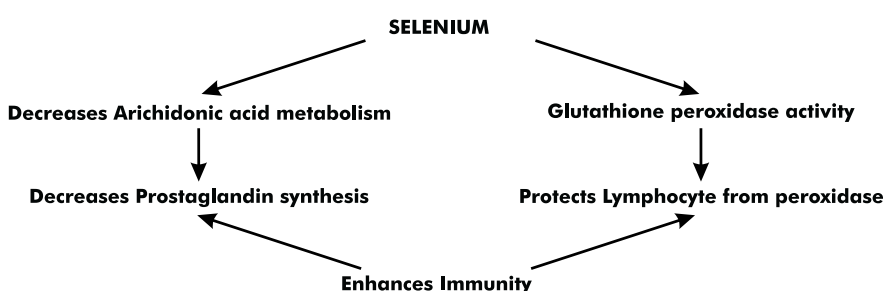 SELENIUM
Decreases Arichidonic acid metabolism
Glutathione peroxidase activity
Decreases Prostaglandin synthesis
Protects Lymphocyte from peroxidase
Enhances Immunity